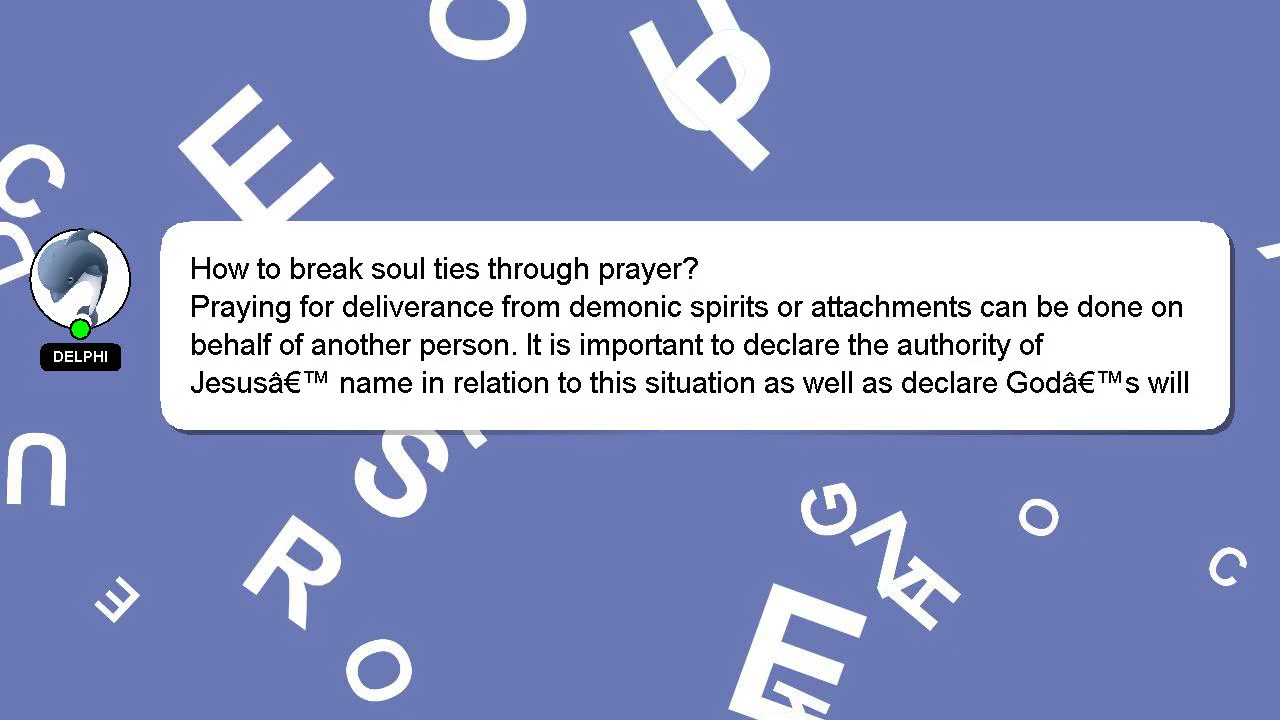 How to break soul ties through prayer?
Praying for deliverance from demonic spirits or attachments can be done on
behalf of another person. It is important to declare the authority of
Jesusâ€™ name in relation to this situation as well as declare Godâ€™s will
DELPHI